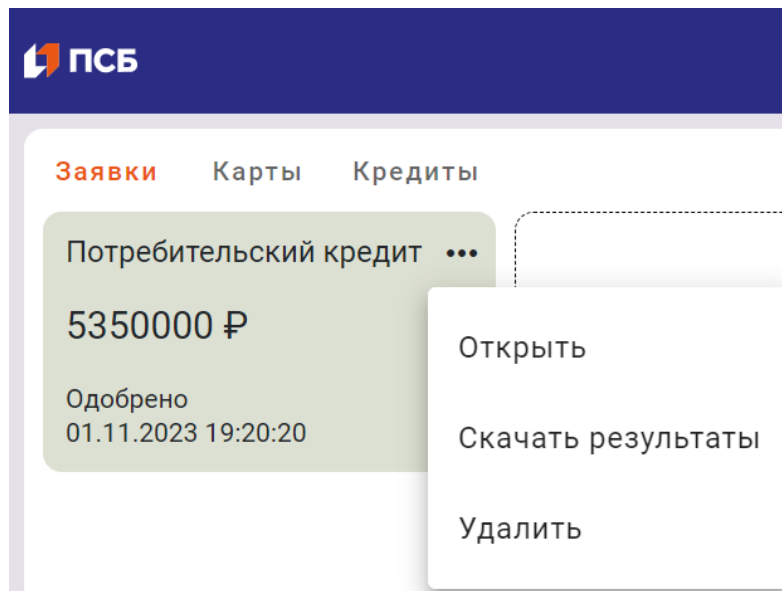 ПСБ
Заявки Карты Кредиты
Потребительский кредит •••
5350000 ₽
Одобрено
01.11.2023 19:20:20
Открыть
Скачать результаты
Удалить